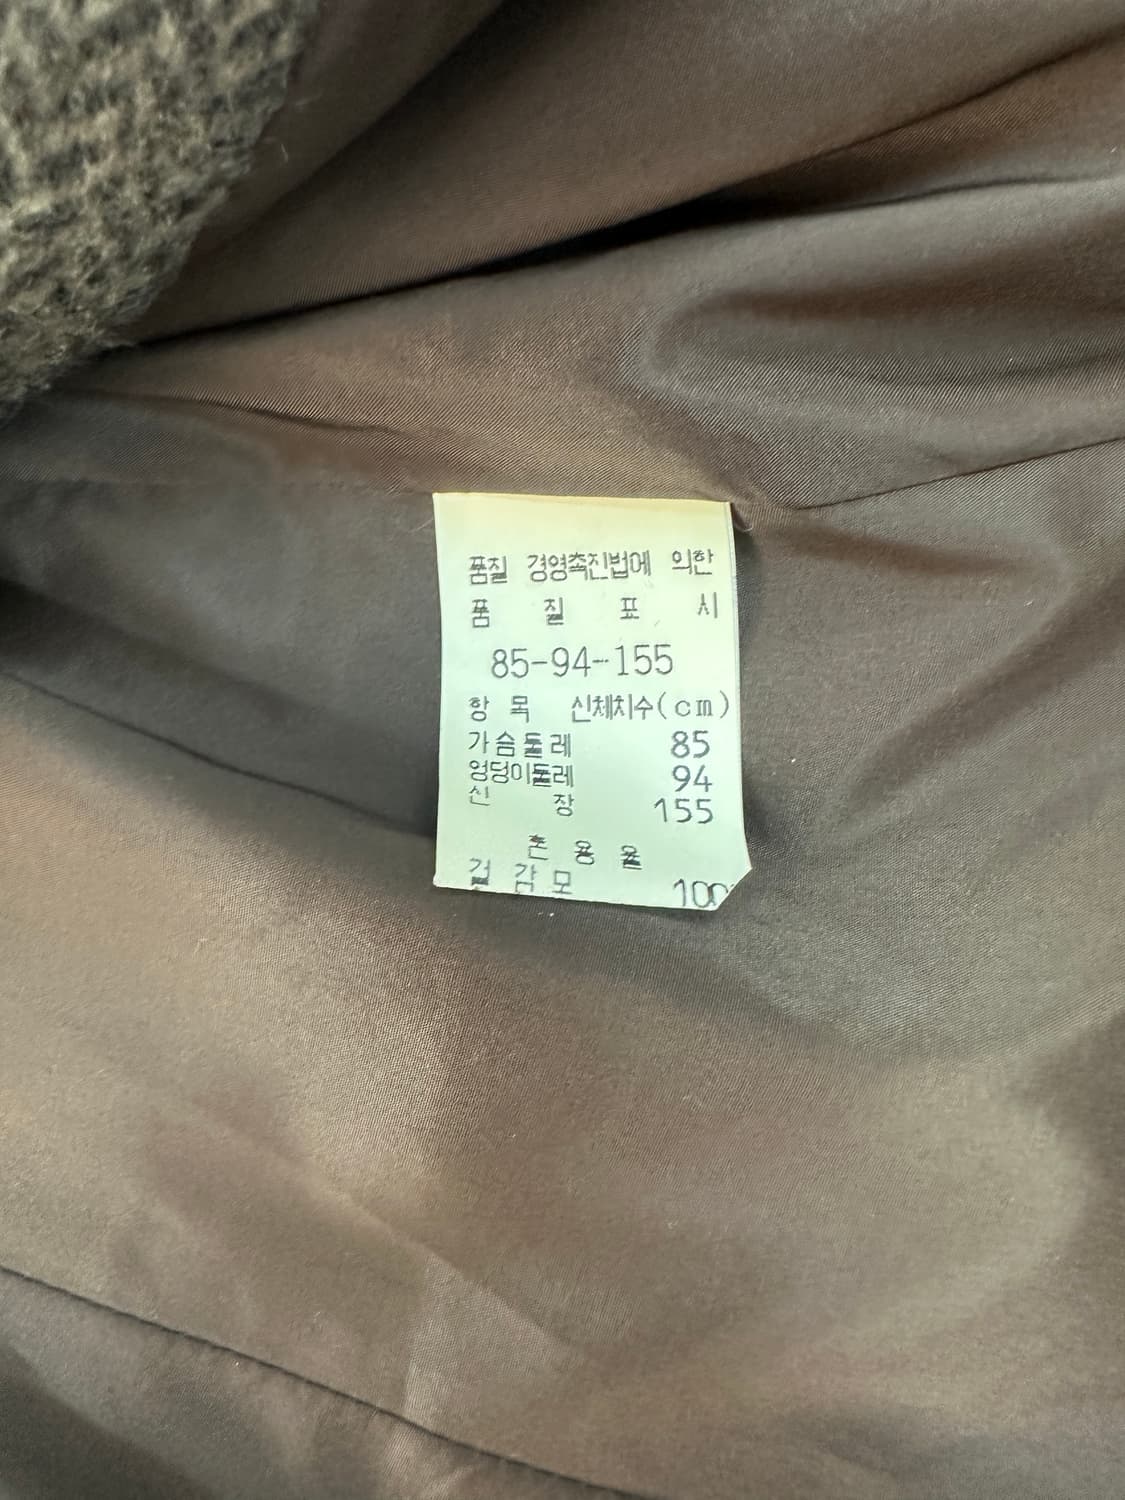 품질 경영촉진법에 의한
품 질 표 시
85-94-155
항 목 신체치수(cm)
가슴둘레 85
엉덩이둘레 94
신 장 155
혼 용 율
겉 감 모 100